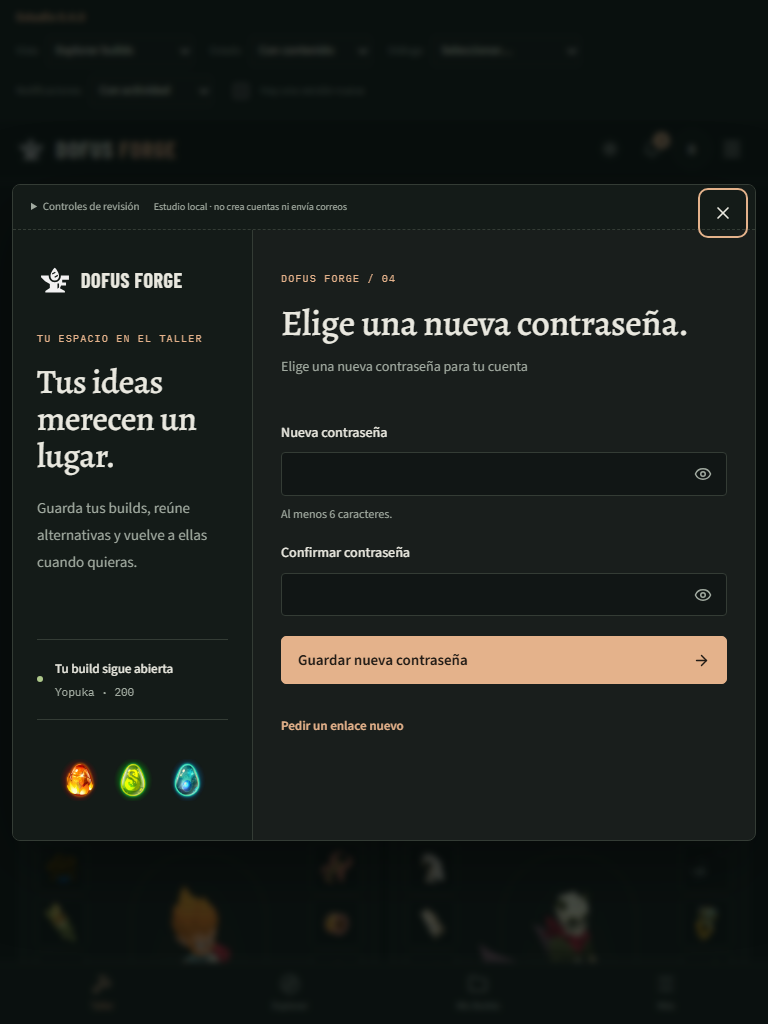 DOFUS FORGE
Controles de revisión
Estudio local · no crea cuentas ni envía correos
DOFUS FORGE
TU ESPACIO EN EL TALLER
Tus ideas
merecen un
lugar.
Guarda tus builds, reúne
alternativas y vuelve a ellas
cuando quieras.
Tu build sigue abierta
Yopuka · 200
DOFUS FORGE / 04
Elige una nueva contraseña.
Elige una nueva contraseña para tu cuenta
Nueva contraseña
Al menos 6 caracteres.
Confirmar contraseña
Guardar nueva contraseña
Pedir un enlace nuevo